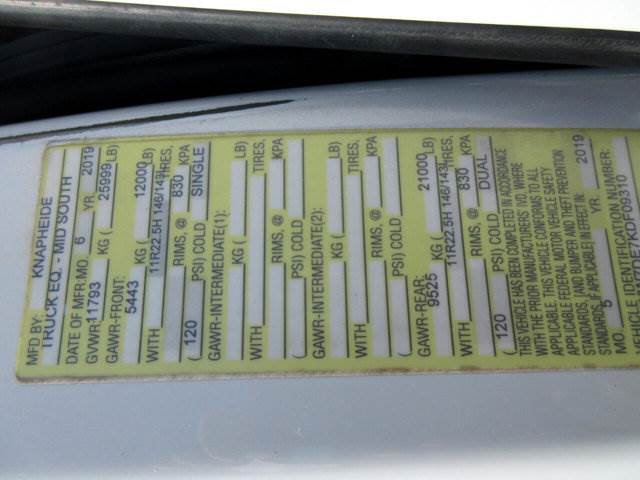 MFD BY: KNAPHEIDE
TRUCK EQ. - MID SOUTH
DATE OF MFR.MO. 6 YR. 2019
GVWR 11793 KG ( 25999 LB)
GAWR-FRONT:
5443 KG ( 12000 LB)
WITH 11R22.5H 146/143L TIRES,
RIMS, @ 830 KPA
( 120 PSI) COLD SINGLE
GAWR-INTERMEDIATE(1):
KG ( LB)
WITH TIRES,
RIMS, @ KPA
( PSI) COLD
GAWR-INTERMEDIATE(2):
KG ( LB)
WITH TIRES,
RIMS, @ KPA
( PSI) COLD
GAWR-REAR:
9525 KG ( 21000 LB)
WITH 11R22.5H 146/143L TIRES,
RIMS, @ 830 KPA
( 120 PSI) COLD DUAL
THIS VEHICLE HAS BEEN COMPLETED IN ACCORDANCE
WITH THE PRIOR MANUFACTURERS IVD, WHERE
APPLICABLE. THIS VEHICLE CONFORMS TO ALL
APPLICABLE FEDERAL MOTOR VEHICLE SAFETY
STANDARDS, [AND BUMPER AND THEFT PREVENTION
STANDARDS, IF APPLICABLE] IN EFFECT IN
MO. 5 2019
VEHICLE IDENTIFICATION NUMBER:
KDF09310